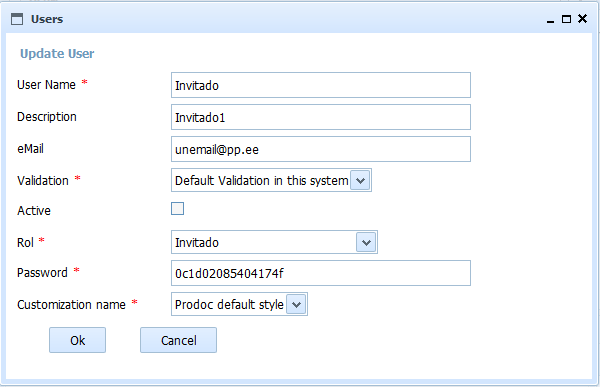 Users
Update User
User Name * Invitado
Description Invitado1
eMail unemail@pp.ee
Validation * Default Validation in this system
Active
Rol * Invitado
Password * 0c1d02085404174f
Customization name * Prodoc default style
Ok Cancel